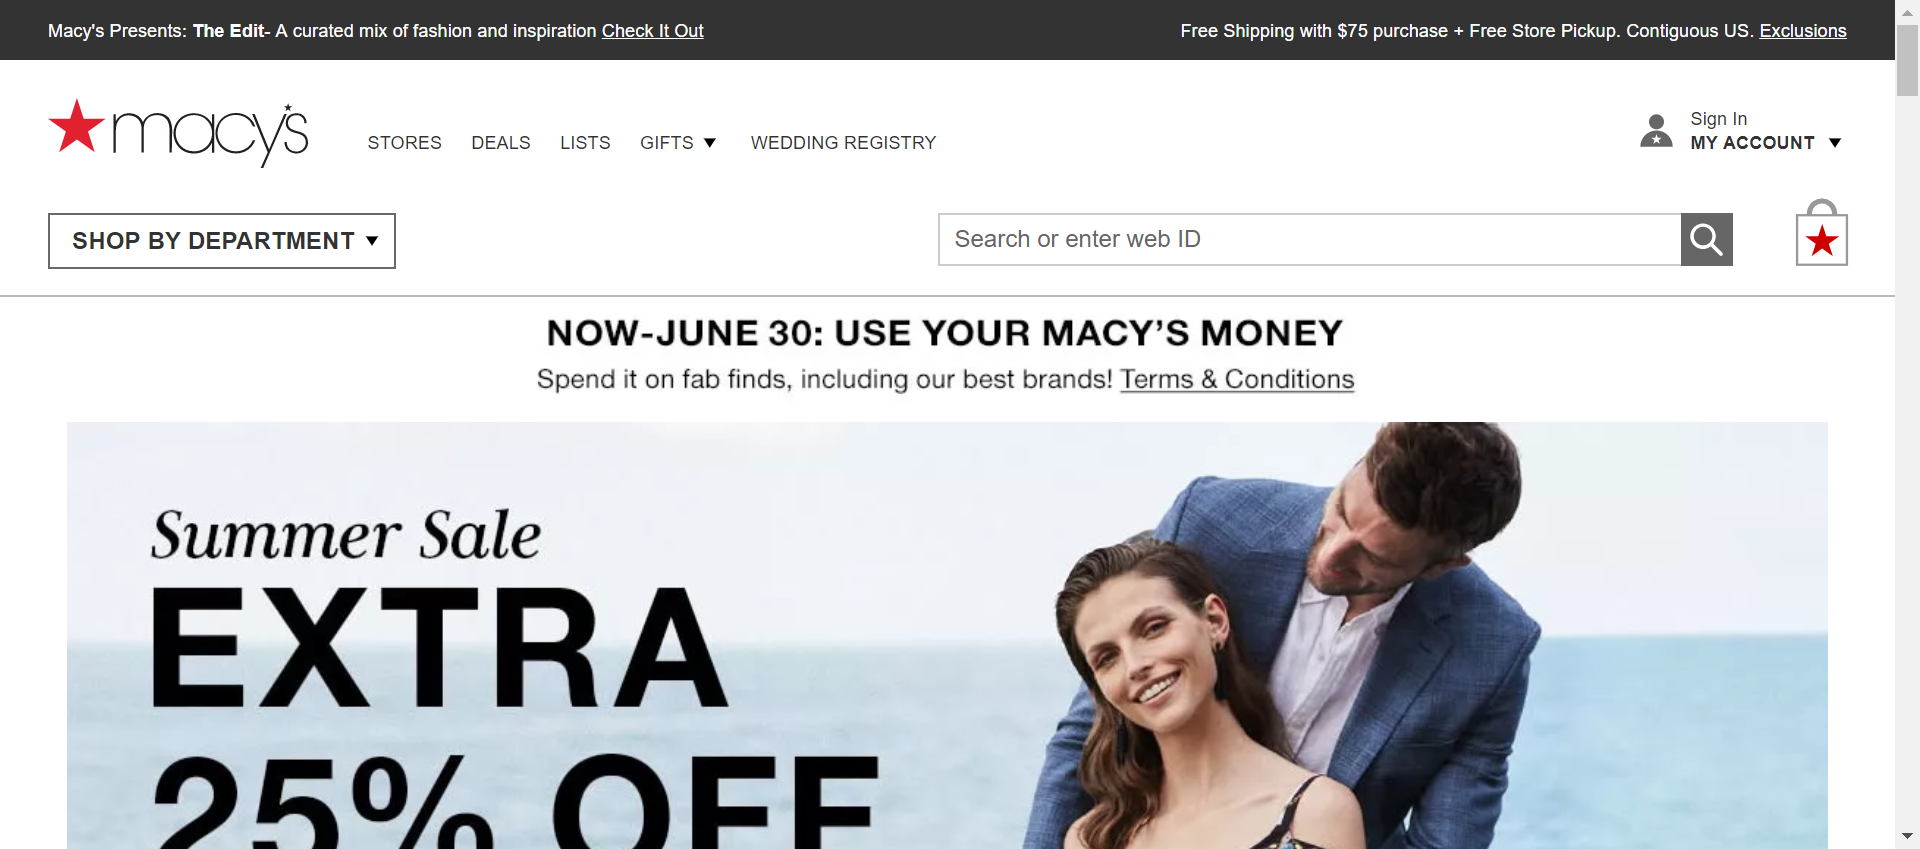 Macy's Presents: The Edit- A curated mix of fashion and inspiration Check It Out
Free Shipping with $75 purchase + Free Store Pickup. Contiguous US. Exclusions
macy's
STORES DEALS LISTS GIFTS WEDDING REGISTRY
Sign In
MY ACCOUNT
SHOP BY DEPARTMENT
Search or enter web ID
NOW-JUNE 30: USE YOUR MACY’S MONEY
Spend it on fab finds, including our best brands! Terms & Conditions
Summer Sale
EXTRA
25% OFF